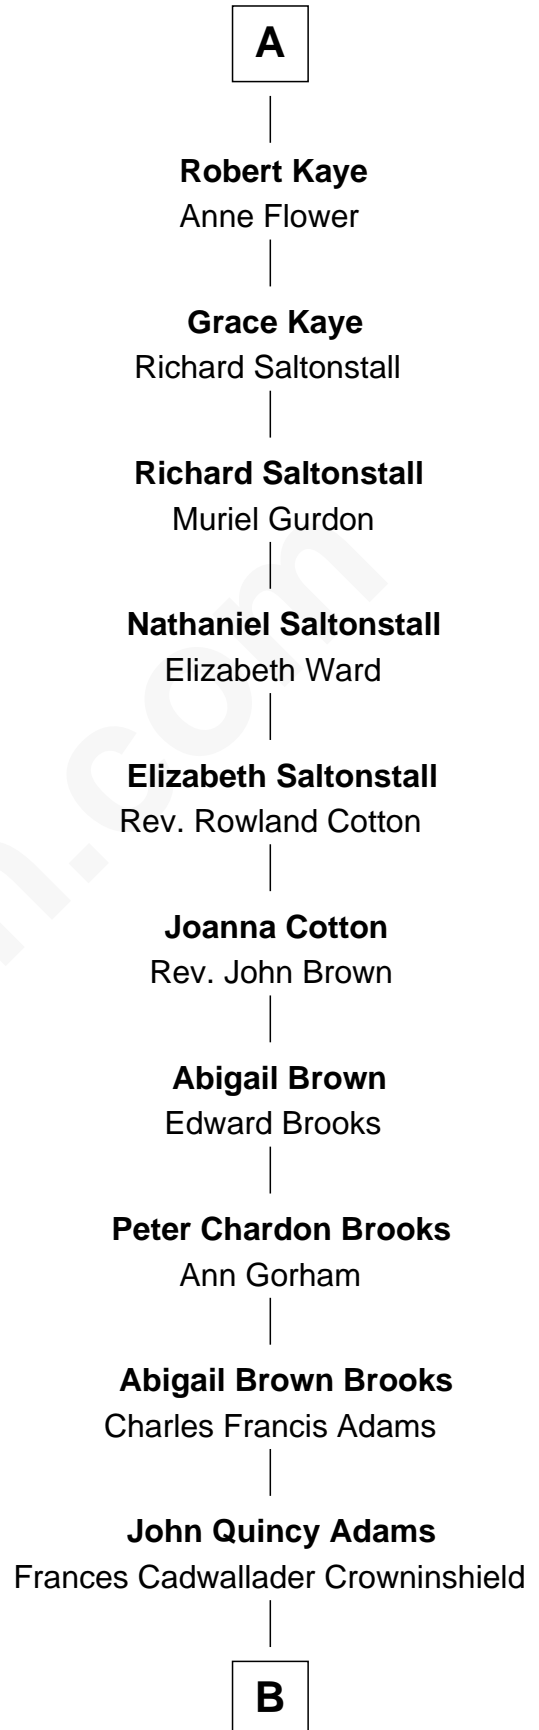 A
Robert Kaye
Anne Flower
Grace Kaye
Richard Saltonstall
Richard Saltonstall
Muriel Gurdon
Nathaniel Saltonstall
Elizabeth Ward
Elizabeth Saltonstall
Rev. Rowland Cotton
Joanna Cotton
Rev. John Brown
Abigail Brown
Edward Brooks
Peter Chardon Brooks
Ann Gorham
Abigail Brown Brooks
Charles Francis Adams
John Quincy Adams
Frances Cadwallader Crowninshield
B